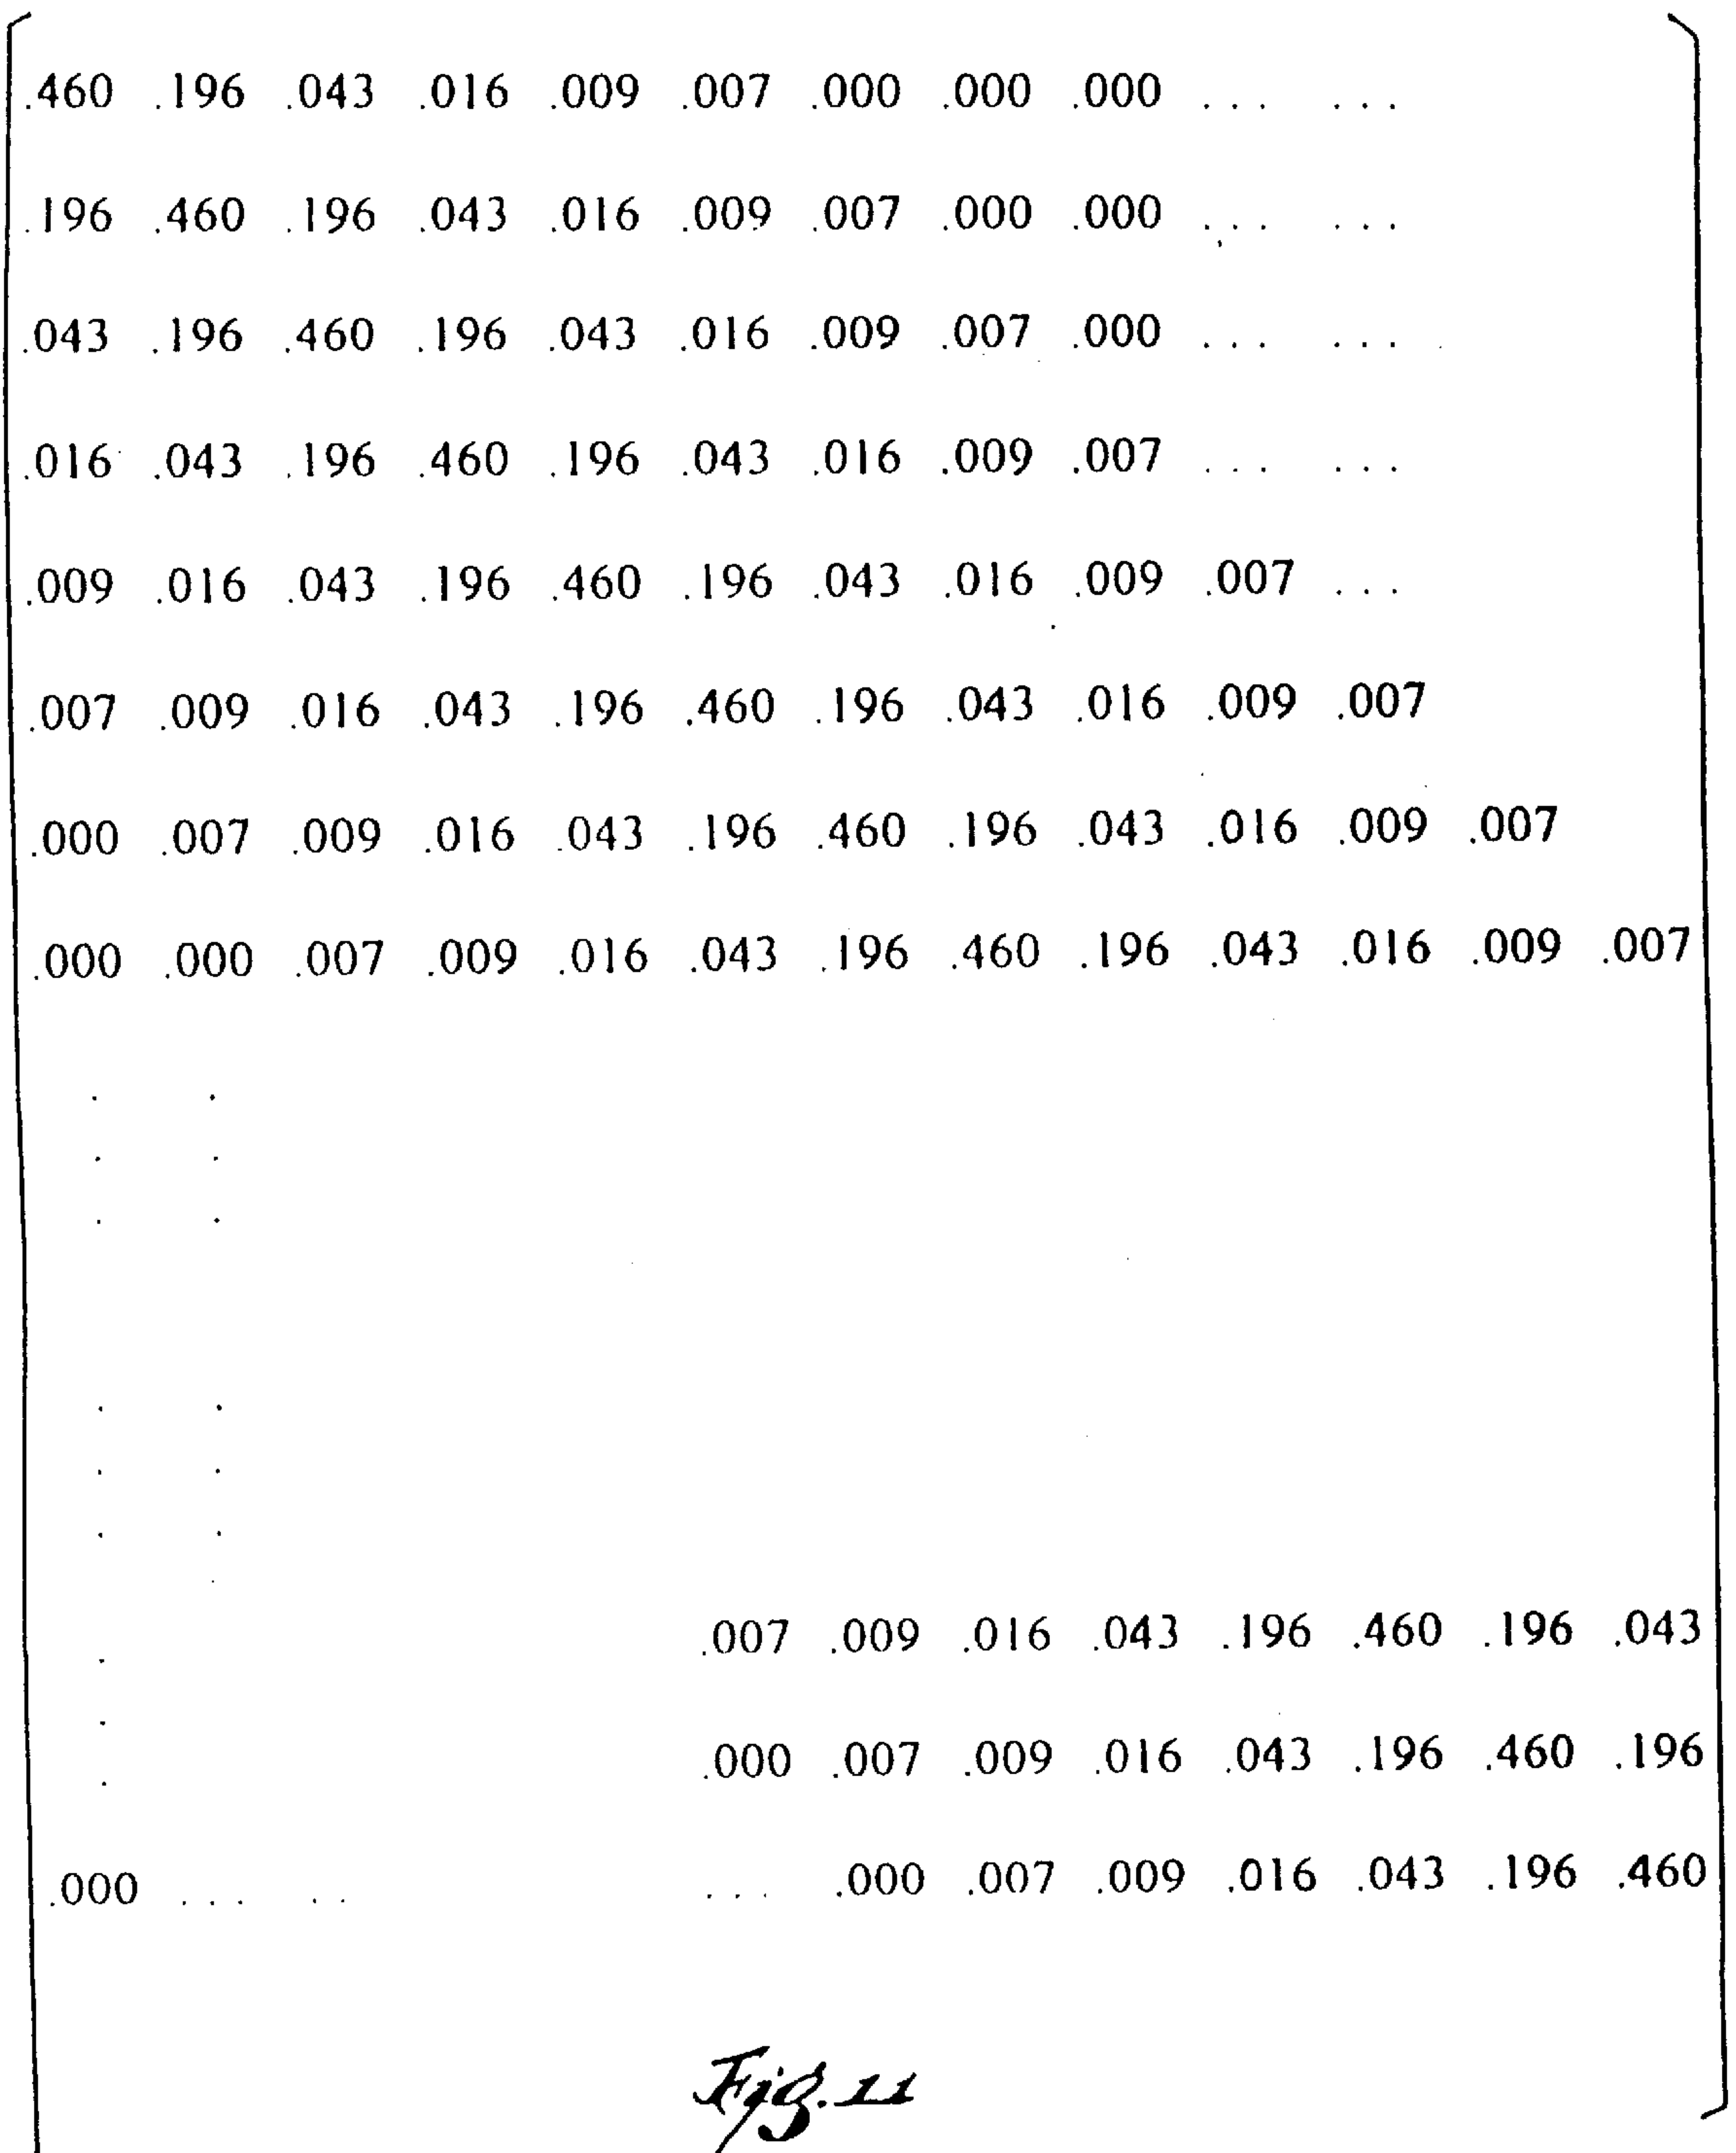 .460 .196 .043 .016 .009 .007 .000 .000 .000 ... ...
.196 .460 .196 .043 .016 .009 .007 .000 .000 ... ...
.043 .196 .460 .196 .043 .016 .009 .007 .000 ... ...
.016 .043 .196 .460 .196 .043 .016 .009 .007 ... ...
.009 .016 .043 .196 .460 .196 .043 .016 .009 .007 ...
.007 .009 .016 .043 .196 .460 .196 .043 .016 .009 .007
.000 .007 .009 .016 .043 .196 .460 .196 .043 .016 .009 .007
.000 .000 .007 .009 .016 .043 .196 .460 .196 .043 .016 .009 .007
. .
. .
. .
. .
. .
. .
. .007 .009 .016 .043 .196 .460 .196 .043
.
. .000 .007 .009 .016 .043 .196 .460 .196
.000 ... .. ... .000 .007 .009 .016 .043 .196 .460
Fig. 11